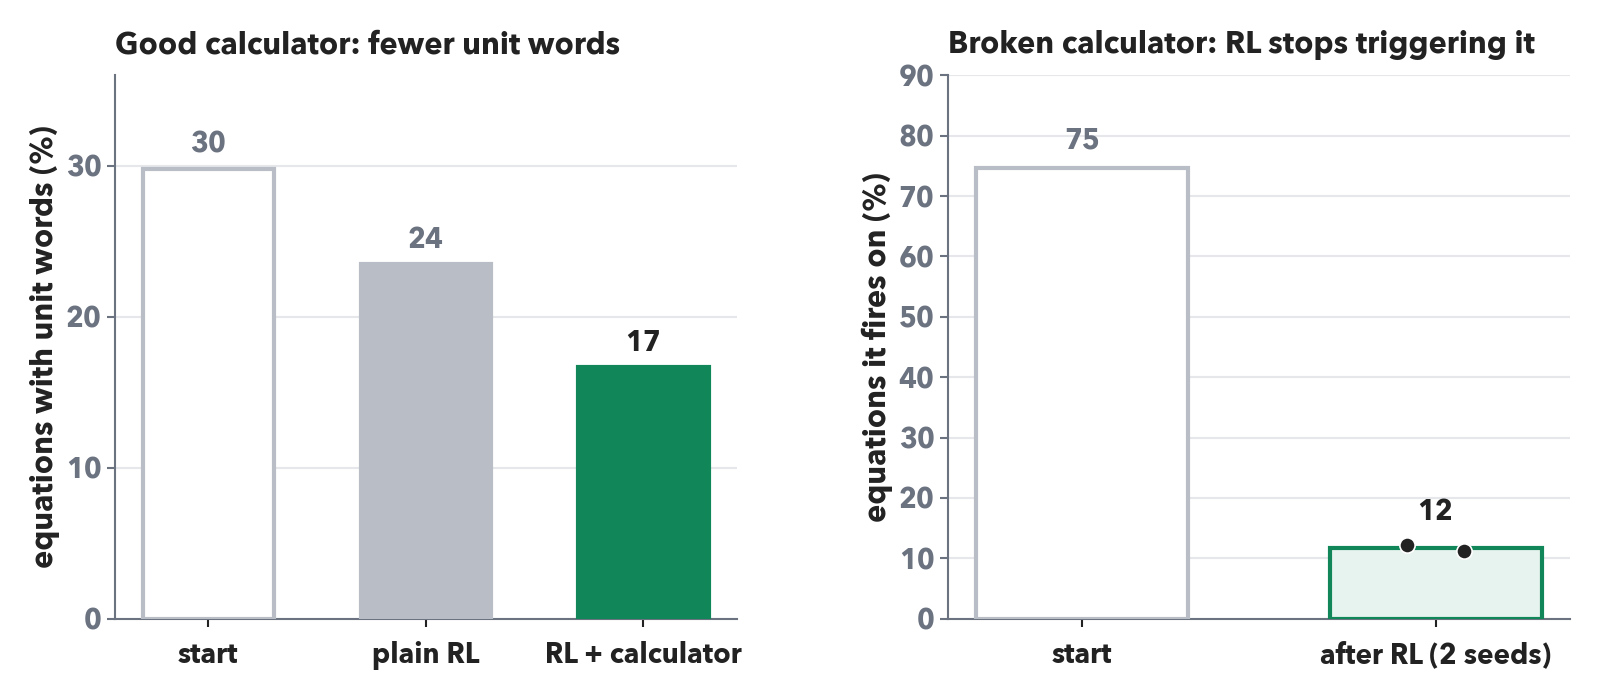 Good calculator: fewer unit words
equations with unit words (%)
30
20
10
0
30
24
17
start
plain RL
RL + calculator
Broken calculator: RL stops triggering it
equations it fires on (%)
90
80
70
60
50
40
30
20
10
0
75
12
start
after RL (2 seeds)